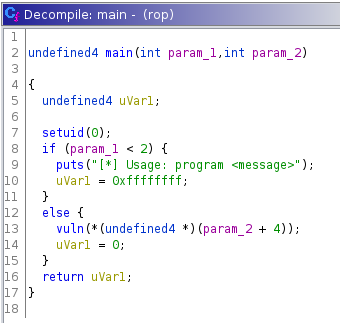 Decompile: main - (rop)
1
2 undefined4 main(int param_1,int param_2)
3
4 {
5   undefined4 uVar1;
6
7   setuid(0);
8   if (param_1 < 2) {
9     puts("[*] Usage: program <message>");
10     uVar1 = 0xffffffff;
11   }
12   else {
13     vuln(*(undefined4 *)(param_2 + 4));
14     uVar1 = 0;
15   }
16   return uVar1;
17 }
18